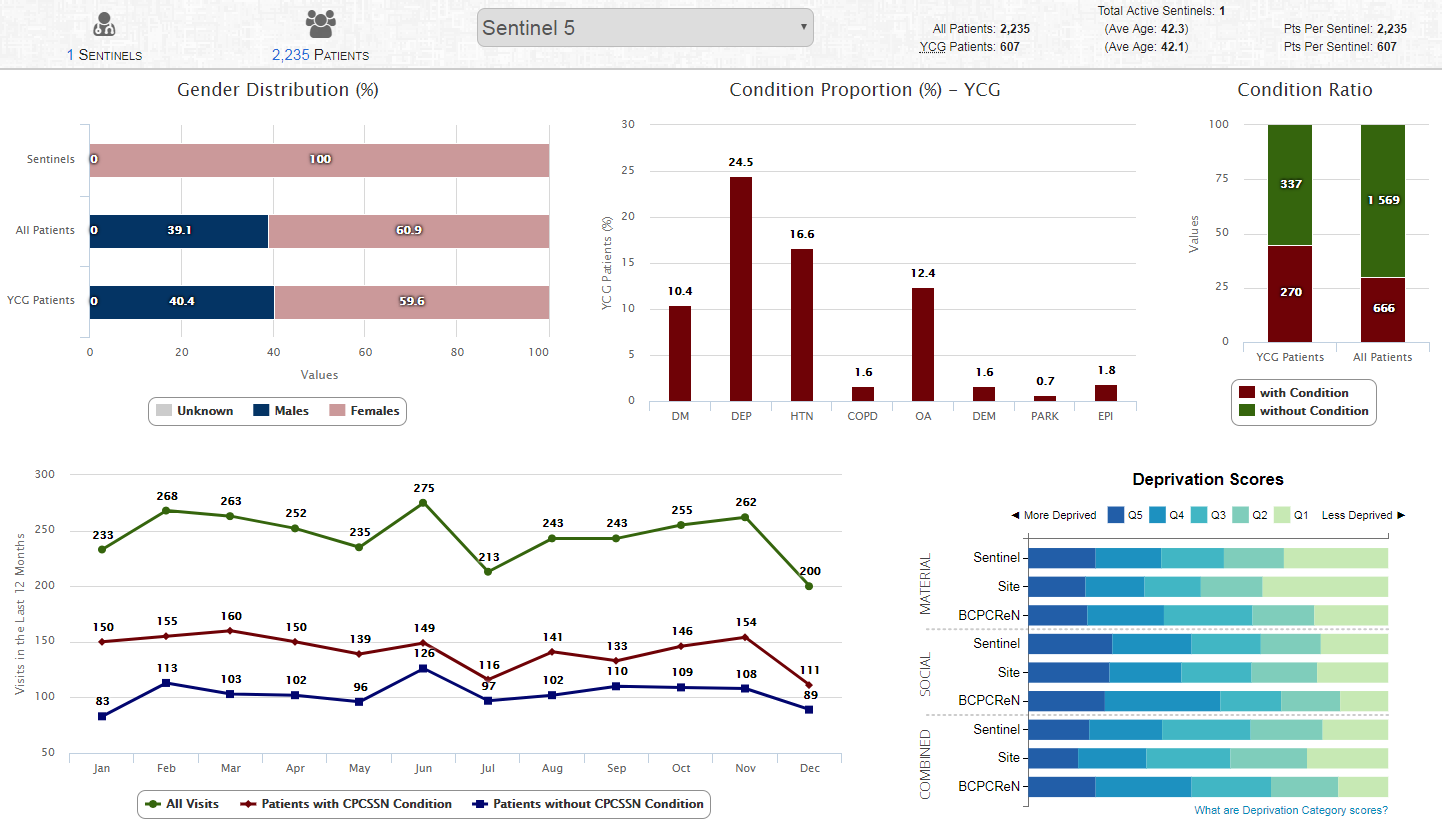 1 SENTINELS
2,235 PATIENTS
Sentinel 5
Total Active Sentinels: 1
All Patients: 2,235 (Ave Age: 42.3) Pts Per Sentinel: 2,235
YCG Patients: 607 (Ave Age: 42.1) Pts Per Sentinel: 607
Gender Distribution (%)
Sentinels 0 100
All Patients 0 39.1 60.9
YCG Patients 0 40.4 59.6
0 20 40 60 80 100
Values
Unknown Males Females
Condition Proportion (%) - YCG
YCG Patients (%)
30
25
20
15
10
5
0
10.4 24.5 16.6 1.6 12.4 1.6 0.7 1.8
DM DEP HTN COPD OA DEM PARK EPI
Condition Ratio
Values
100
75
50
25
0
337 1 569
270 666
YCG Patients All Patients
with Condition
without Condition
Visits in the Last 12 Months
300
250
200
150
100
50
233 268 263 252 235 275 213 243 243 255 262 200
150 155 160 150 139 149 116 141 133 146 154 111
83 113 103 102 96 126 97 102 110 109 108 89
Jan Feb Mar Apr May Jun Jul Aug Sep Oct Nov Dec
All Visits Patients with CPCSSN Condition Patients without CPCSSN Condition
Deprivation Scores
◄ More Deprived Q5 Q4 Q3 Q2 Q1 Less Deprived ►
MATERIAL
Sentinel
Site
BCPCReN
SOCIAL
Sentinel
Site
BCPCReN
COMBINED
Sentinel
Site
BCPCReN
What are Deprivation Category scores?